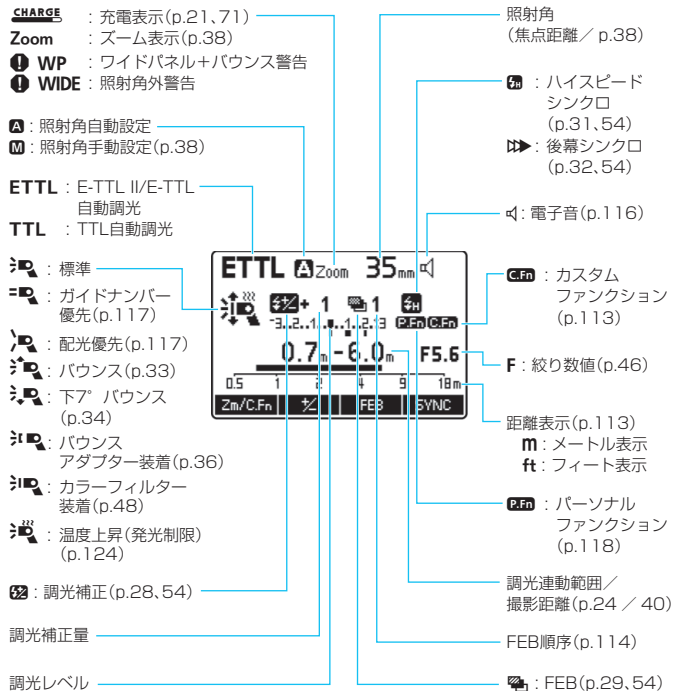 CHARGE : 充電表示(p.21、71)
Zoom : ズーム表示(p.38)
WP : ワイドパネル＋バウンス警告
WIDE : 照射角外警告
A : 照射角自動設定
M : 照射角手動設定(p.38)
ETTL : E-TTL II/E-TTL
自動調光
TTL : TTL自動調光
: 標準
: ガイドナンバー
優先(p.117)
: 配光優先(p.117)
: バウンス(p.33)
: 下7°バウンス
(p.34)
: バウンス
アダプター装着(p.36)
: カラーフィルター
装着(p.48)
: 温度上昇(発光制限)
(p.124)
: 調光補正(p.28、54)
調光補正量
調光レベル
ETTL A Zoom 35mm
+ 1 1 H
-3..2..1..▮..1..2.:3 P.Fn C.Fn
0.7m-6.0m F5.6
0.5 1 2 4 9 18m
Zm/C.Fn +/- FEB SYNC
照射角
(焦点距離／p.38)
H : ハイスピード
シンクロ
(p.31、54)
: 後幕シンクロ
(p.32、54)
: 電子音(p.116)
C.Fn : カスタム
ファンクション
(p.113)
F : 絞り数値(p.46)
距離表示(p.113)
m : メートル表示
ft : フィート表示
P.Fn : パーソナル
ファンクション
(p.118)
調光連動範囲／
撮影距離(p.24／40)
FEB順序(p.114)
: FEB(p.29、54)